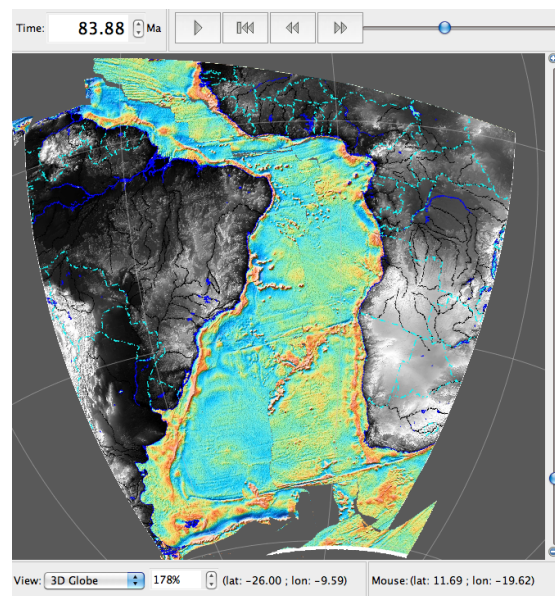 Time: 83.88 Ma
View: 3D Globe 178% (lat: -26.00 ; lon: -9.59) Mouse: (lat: 11.69 ; lon: -19.62)